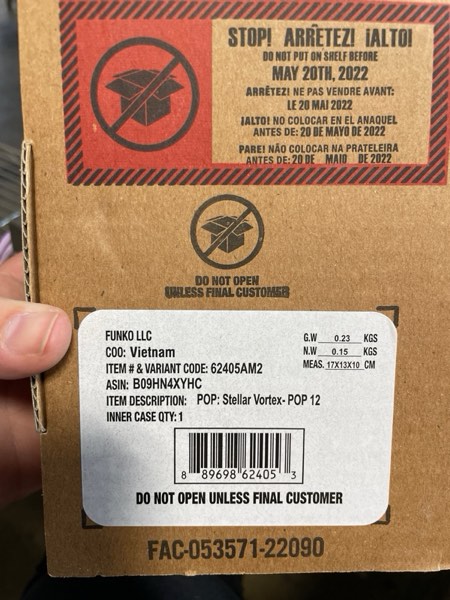 STOP! ARRÊTEZ! ¡ALTO!
DO NOT PUT ON SHELF BEFORE
MAY 20TH, 2022
ARRÊTEZ! NE PAS VENDRE AVANT:
LE 20 MAI 2022
¡ALTO! NO COLOCAR EN EL ANAQUEL
ANTES DE: 20 DE MAYO DE 2022
PARE! NÃO COLOCAR NA PRATELEIRA
ANTES DE: 20 DE MAIO DE 2022
DO NOT OPEN
UNLESS FINAL CUSTOMER
FUNKO LLC
COO: Vietnam
ITEM # & VARIANT CODE: 62405AM2
ASIN: B09HN4XYHC
ITEM DESCRIPTION: POP: Stellar Vortex- POP 12
INNER CASE QTY: 1
G.W 0.23 KGS
N.W 0.15 KGS
MEAS. 17X13X10 CM
8 89698 62405 3
DO NOT OPEN UNLESS FINAL CUSTOMER
FAC-053571-22090